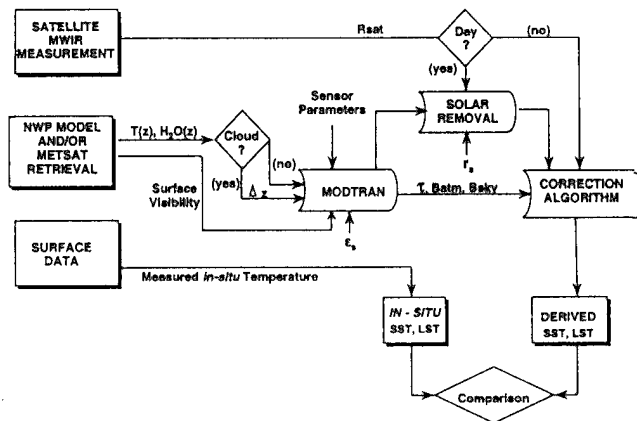 SATELLITE
MWIR
MEASUREMENT
Rsat
Day
?
(no)
(yes)
SOLAR
REMOVAL
r_s
Sensor
Parameters
NWP MODEL
AND/OR
METSAT
RETRIEVAL
T(z), H₂O(z)
Cloud
?
(no)
(yes)
Δ z
Surface
Visibility
MODTRAN
ε_s
τ, Batm, Bsky
CORRECTION
ALGORITHM
SURFACE
DATA
Measured in-situ Temperature
IN - SITU
SST, LST
DERIVED
SST, LST
Comparison